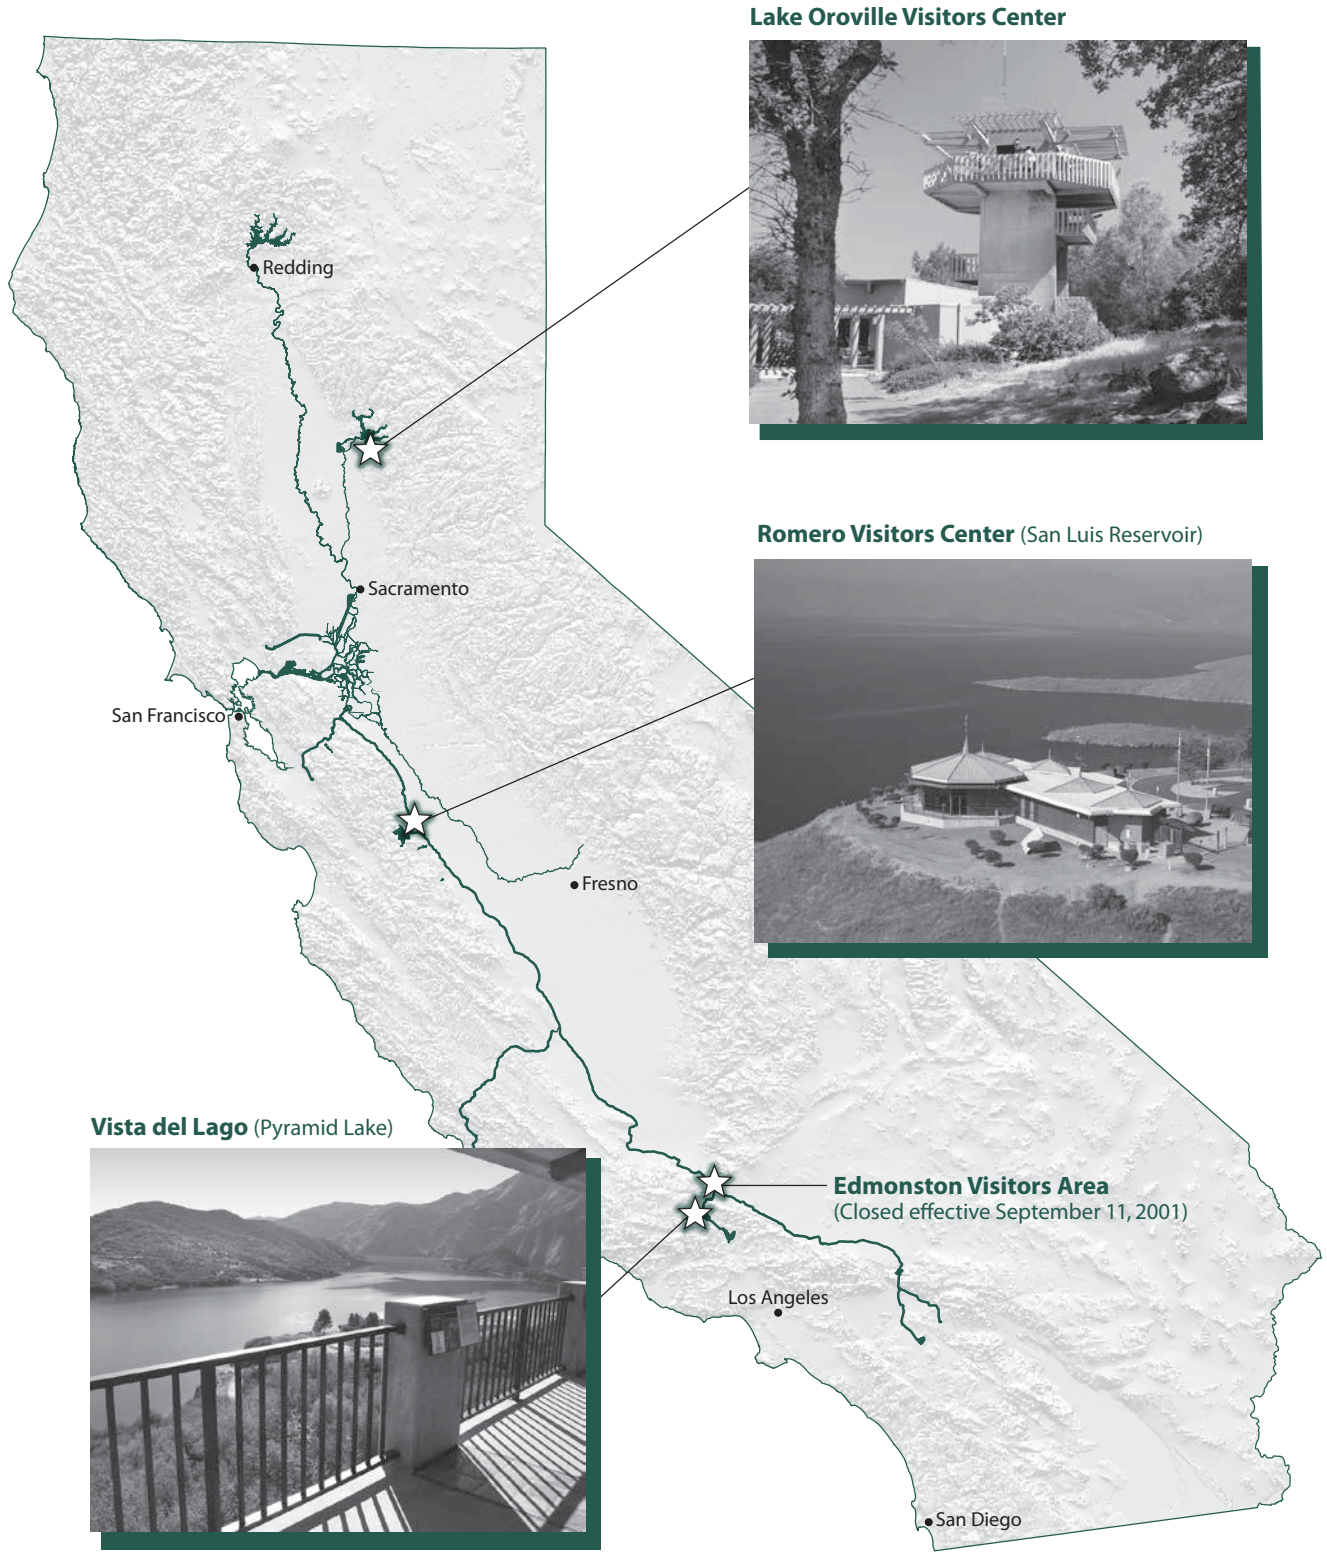 Lake Oroville Visitors Center
Redding
Romero Visitors Center (San Luis Reservoir)
Sacramento
San Francisco
Fresno
Vista del Lago (Pyramid Lake)
Edmonston Visitors Area
(Closed effective September 11, 2001)
Los Angeles
San Diego